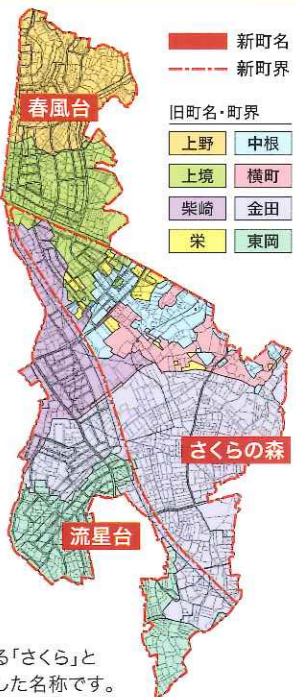 新町名
新町界
春風台
旧町名・町界
上野 中根
上境 横町
柴崎 金田
栄 東岡
さくらの森
流星台
る「さくら」と
した名称です。